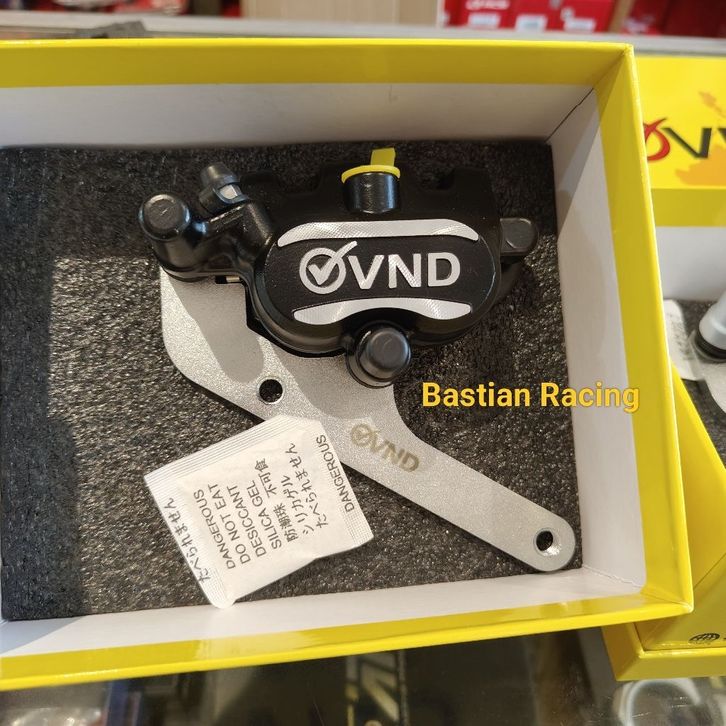 VND
Bastian Racing
VND
DANGEROUS
DO NOT EAT
DESICCANT
SILICA GEL
防潮珠 不可食
シリカゲル
たべられません
DANGEROUS
たべられません